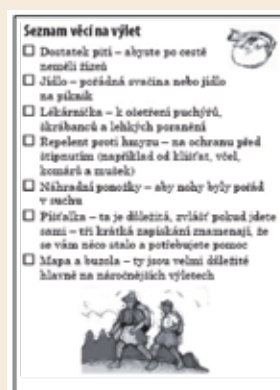 Seznam věcí na výlet
Dostatek pití – abyste po cestě
neměli žízeň
Jídlo – pořádná svačina nebo jídlo
na piknik
Lékárnička – k ošetření puchýřů,
škrábanců a lehkých poranění
Repelent proti hmyzu – na ochranu před
štípnutím (například od klíšťat, včel,
komárů a mušek)
Náhradní ponožky – aby nohy byly pořád
v suchu
Píšťalka – ta je důležitá, zvlášť pokud jdete
sami – tři krátká zapískání znamenají, že
se vám něco stalo a potřebujete pomoc
Mapa a buzola – ty jsou velmi důležité
hlavně na náročnějších výletech